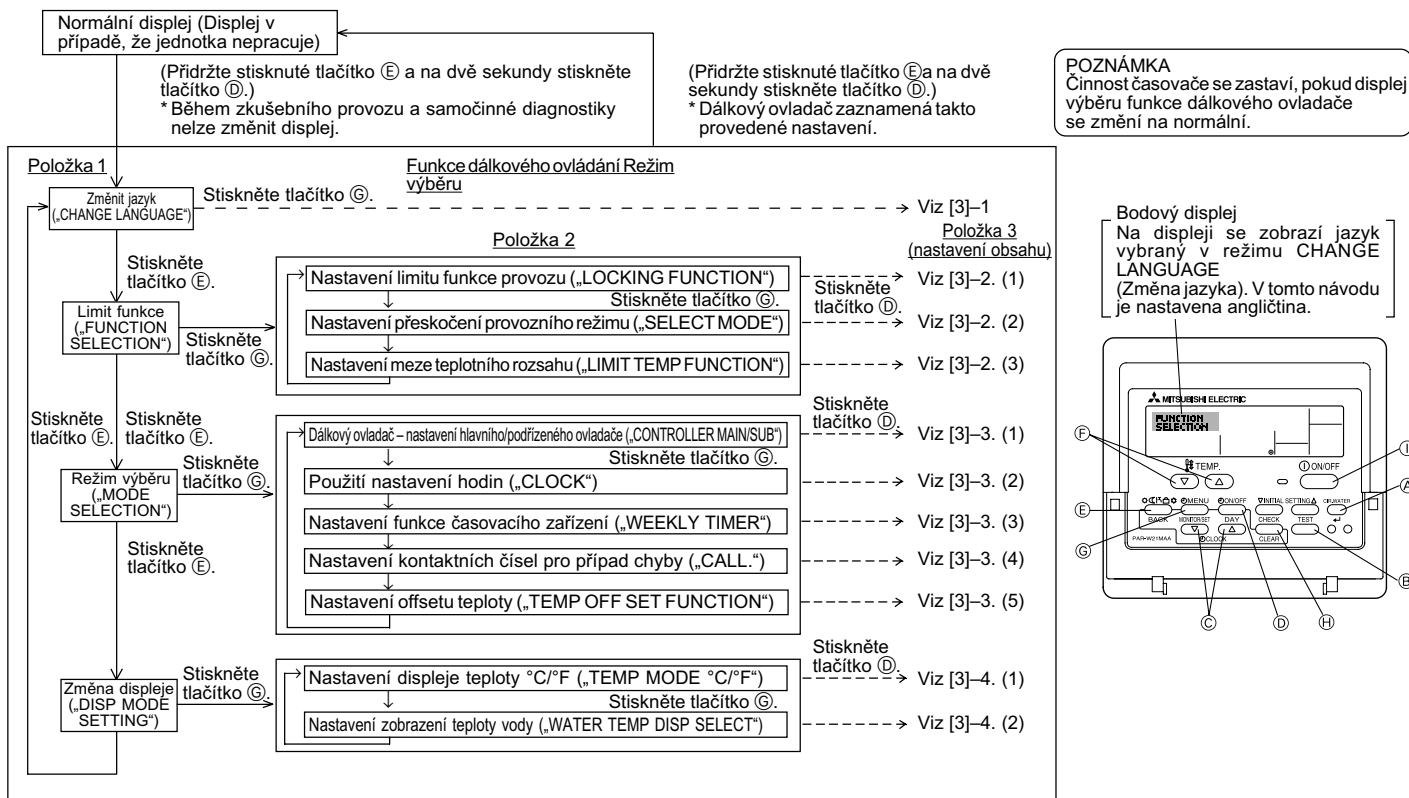 Normální displej (Displej v
případě, že jednotka nepracuje)
(Přidržte stisknuté tlačítko Ⓔ a na dvě sekundy stiskněte
tlačítko Ⓓ.)
* Během zkušebního provozu a samočinné diagnostiky
nelze změnit displej.
(Přidržte stisknuté tlačítko Ⓔa na dvě
sekundy stiskněte tlačítko Ⓓ.)
* Dálkový ovladač zaznamená takto
provedené nastavení.
POZNÁMKA
Činnost časovače se zastaví, pokud displej
výběru funkce dálkového ovladače
se změní na normální.
Položka 1
Funkce dálkového ovládání Režim
výběru
Změnit jazyk
(„CHANGE LANGUAGE“)
Stiskněte tlačítko Ⓖ.
Viz [3]–1
Položka 2
Položka 3
(nastavení obsahu)
Stiskněte
tlačítko Ⓔ.
Limit funkce
(„FUNCTION
SELECTION“)
Stiskněte
tlačítko Ⓖ.
Nastavení limitu funkce provozu („LOCKING FUNCTION“)
Stiskněte tlačítko Ⓖ.
Nastavení přeskočení provozního režimu („SELECT MODE“)
Nastavení meze teplotního rozsahu („LIMIT TEMP FUNCTION“)
Stiskněte
tlačítko Ⓓ.
Viz [3]–2. (1)
Viz [3]–2. (2)
Viz [3]–2. (3)
Stiskněte
tlačítko Ⓔ.
Stiskněte
tlačítko Ⓔ.
Režim výběru
(„MODE
SELECTION“)
Stiskněte
tlačítko Ⓖ.
Dálkový ovladač – nastavení hlavního/podřízeného ovladače („CONTROLLER MAIN/SUB“)
Stiskněte tlačítko Ⓖ.
Použití nastavení hodin („CLOCK“)
Nastavení funkce časovacího zařízení („WEEKLY TIMER“)
Nastavení kontaktních čísel pro případ chyby („CALL.“)
Nastavení offsetu teploty („TEMP OFF SET FUNCTION“)
Stiskněte
tlačítko Ⓓ.
Viz [3]–3. (1)
Viz [3]–3. (2)
Viz [3]–3. (3)
Viz [3]–3. (4)
Viz [3]–3. (5)
Stiskněte
tlačítko Ⓔ.
Změna displeje
(„DISP MODE
SETTING“)
Stiskněte
tlačítko Ⓖ.
Nastavení displeje teploty °C/°F („TEMP MODE °C/°F“)
Stiskněte tlačítko Ⓖ.
Nastavení zobrazení teploty vody („WATER TEMP DISP SELECT“)
Stiskněte
tlačítko Ⓓ.
Viz [3]–4. (1)
Viz [3]–4. (2)
Bodový displej
Na displeji se zobrazí jazyk
vybraný v režimu CHANGE
LANGUAGE
(Změna jazyka). V tomto návodu
je nastavena angličtina.
MITSUBISHI ELECTRIC
FUNCTION
SELECTION
TEMP.
ON/OFF
MENU
ON/OFF
INITIAL SETTING
CIR.WATER
BACK
MONITOR/SET
DAY
CHECK
TEST
PAR-W21MAA
CLOCK
CLEAR
Ⓕ
Ⓘ
Ⓐ
Ⓔ
Ⓖ
Ⓑ
Ⓒ
Ⓓ
Ⓗ